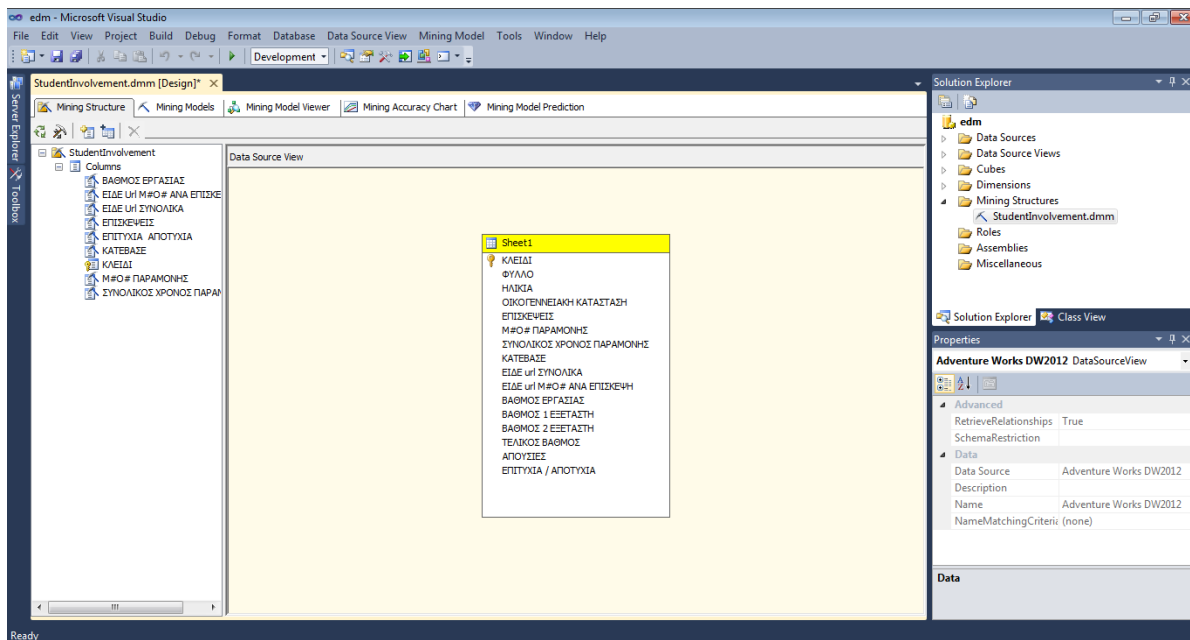 edm - Microsoft Visual Studio
File Edit View Project Build Debug Format Database Data Source View Mining Model Tools Window Help
Development
Server Explorer
Toolbox
StudentInvolvement.dmm [Design]*
Mining Structure Mining Models Mining Model Viewer Mining Accuracy Chart Mining Model Prediction
StudentInvolvement
Columns
ΒΑΘΜΟΣ ΕΡΓΑΣΙΑΣ
ΕΙΔΕ Url Μ#Ο# ΑΝΑ ΕΠΙΣΚΕ
ΕΙΔΕ Url ΣΥΝΟΛΙΚΑ
ΕΠΙΣΚΕΨΕΙΣ
ΕΠΙΤΥΧΙΑ ΑΠΟΤΥΧΙΑ
ΚΑΤΕΒΑΣΕ
ΚΛΕΙΔΙ
Μ#Ο# ΠΑΡΑΜΟΝΗΣ
ΣΥΝΟΛΙΚΟΣ ΧΡΟΝΟΣ ΠΑΡΑΜ
Data Source View
Sheet1
ΚΛΕΙΔΙ
ΦΥΛΛΟ
ΗΛΙΚΙΑ
ΟΙΚΟΓΕΝΝΕΙΑΚΗ ΚΑΤΑΣΤΑΣΗ
ΕΠΙΣΚΕΨΕΙΣ
Μ#Ο# ΠΑΡΑΜΟΝΗΣ
ΣΥΝΟΛΙΚΟΣ ΧΡΟΝΟΣ ΠΑΡΑΜΟΝΗΣ
ΚΑΤΕΒΑΣΕ
ΕΙΔΕ url ΣΥΝΟΛΙΚΑ
ΕΙΔΕ url Μ#Ο# ΑΝΑ ΕΠΙΣΚΕΨΗ
ΒΑΘΜΟΣ ΕΡΓΑΣΙΑΣ
ΒΑΘΜΟΣ 1 ΕΞΕΤΑΣΤΗ
ΒΑΘΜΟΣ 2 ΕΞΕΤΑΣΤΗ
ΤΕΛΙΚΟΣ ΒΑΘΜΟΣ
ΑΠΟΥΣΙΕΣ
ΕΠΙΤΥΧΙΑ / ΑΠΟΤΥΧΙΑ
Solution Explorer
edm
Data Sources
Data Source Views
Cubes
Dimensions
Mining Structures
StudentInvolvement.dmm
Roles
Assemblies
Miscellaneous
Solution Explorer Class View
Properties
Adventure Works DW2012 DataSourceView
Advanced
RetrieveRelationships True
SchemaRestriction
Data
Data Source Adventure Works DW2012
Description
Name Adventure Works DW2012
NameMatchingCriteri (none)
Data
Ready